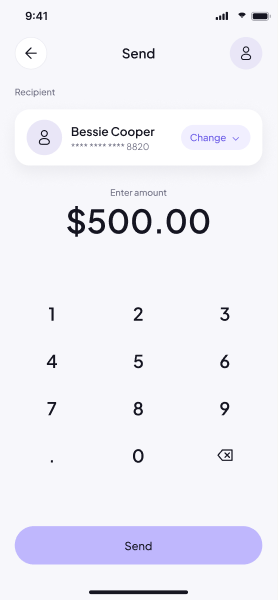 9:41
Send
Recipient
Bessie Cooper
**** **** **** 8820
Change
Enter amount
$500.00
1 2 3
4 5 6
7 8 9
. 0
Send